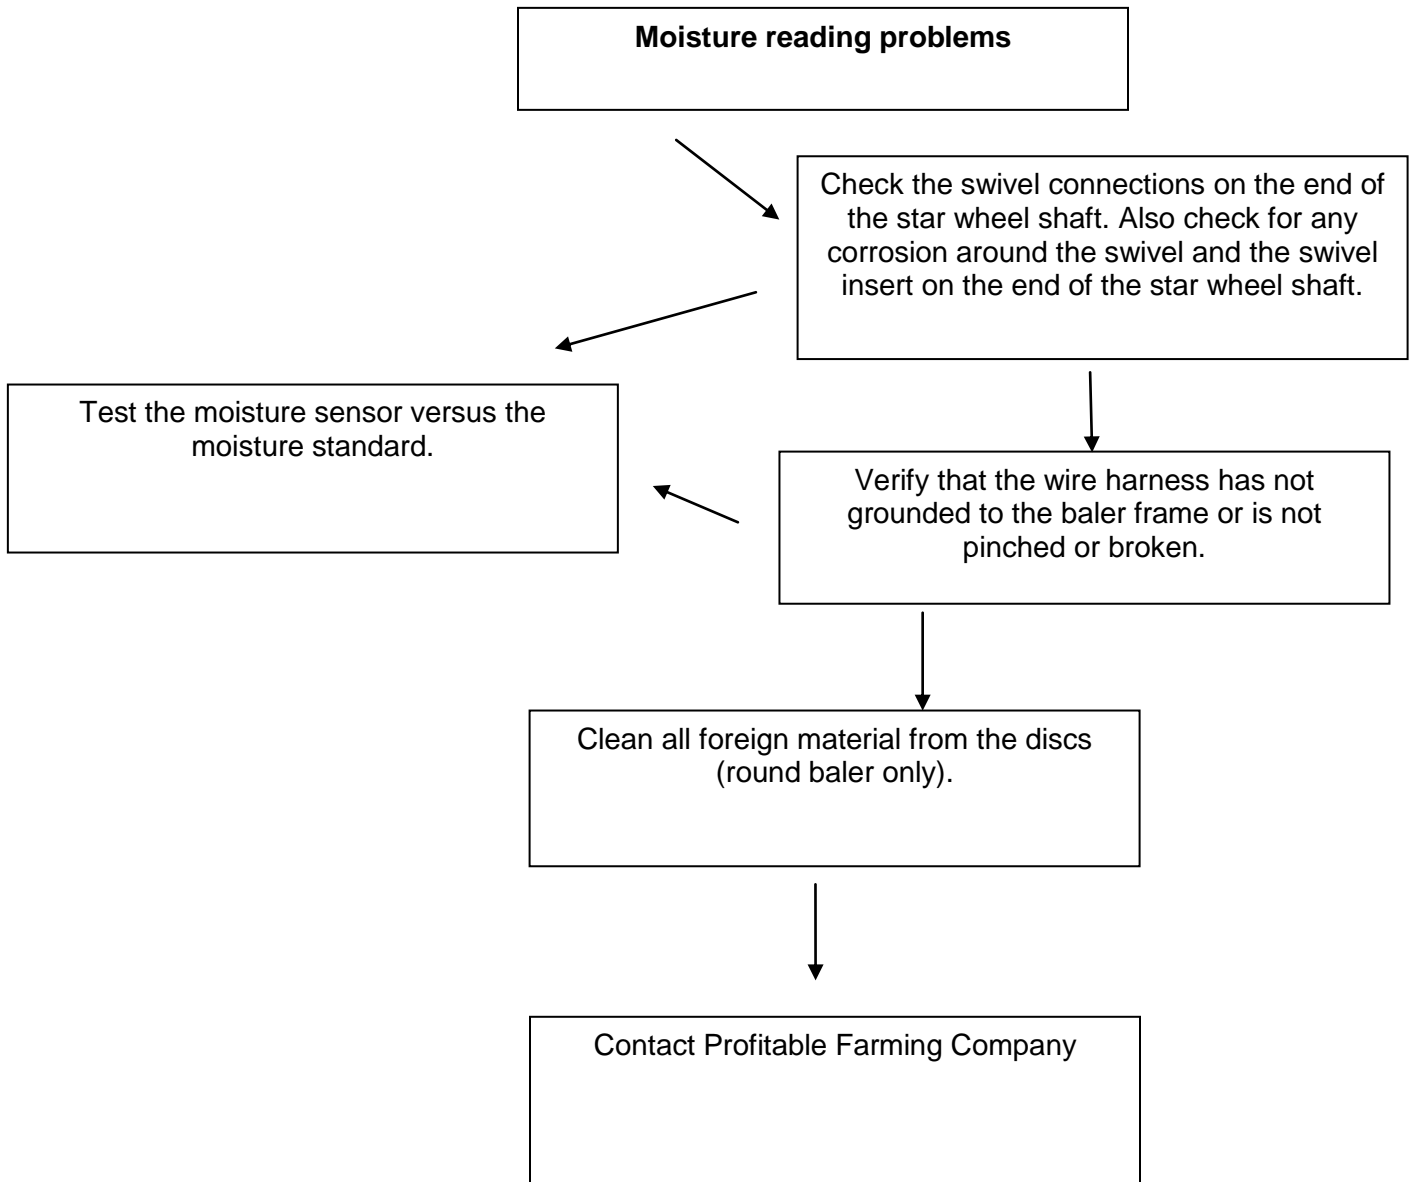 Moisture reading problems
Check the swivel connections on the end of
the star wheel shaft. Also check for any
corrosion around the swivel and the swivel
insert on the end of the star wheel shaft.
Test the moisture sensor versus the
moisture standard.
Verify that the wire harness has not
grounded to the baler frame or is not
pinched or broken.
Clean all foreign material from the discs
(round baler only).
Contact Profitable Farming Company